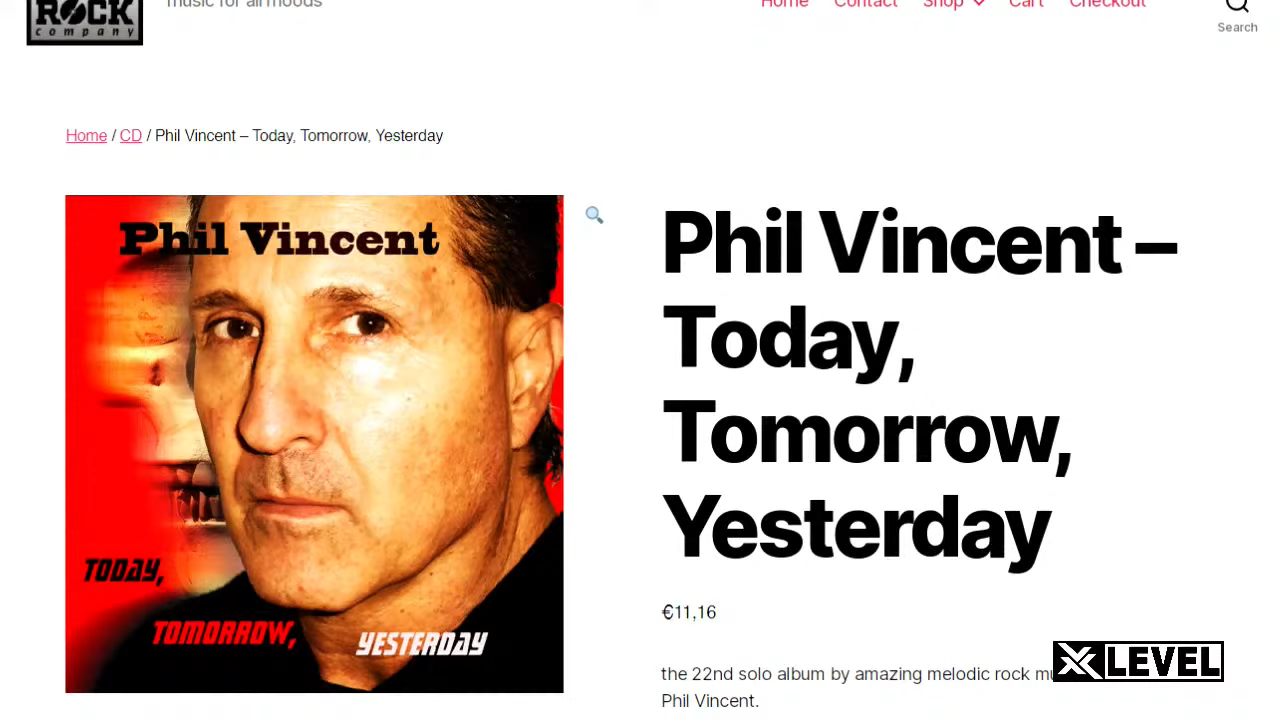 ROCK
company
music for all moods
Home Contact Shop Cart Checkout
Search
Home / CD / Phil Vincent – Today, Tomorrow, Yesterday
Phil Vincent
TODAY,
TOMORROW,
YESTERDAY
Phil Vincent –
Today,
Tomorrow,
Yesterday
€11,16
the 22nd solo album by amazing melodic rock
Phil Vincent.
X LEVEL